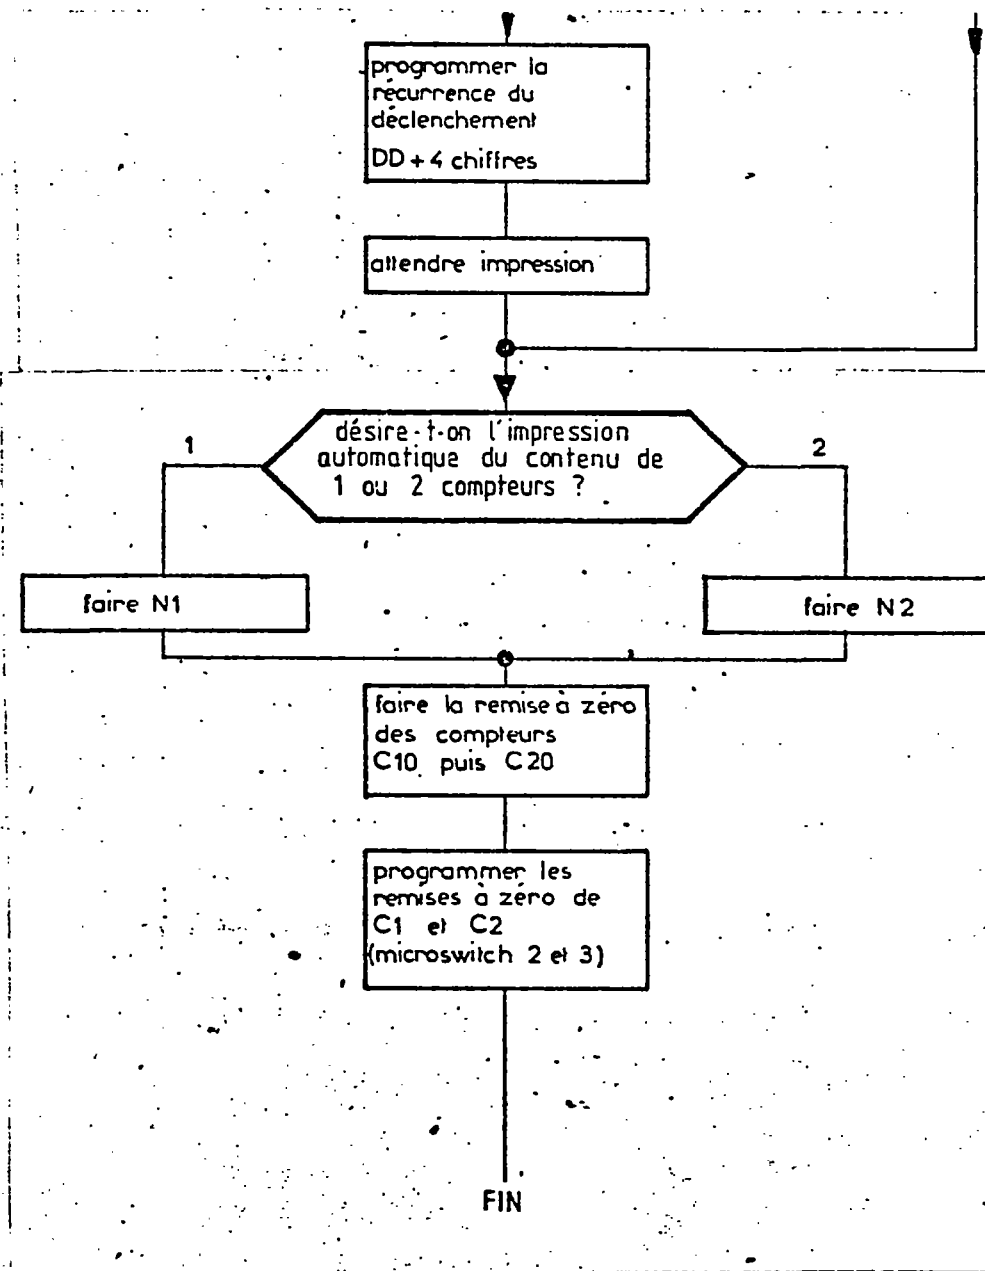 programmer la
récurrence du
déclenchement
DD + 4 chiffres
attendre impression
désire-t-on l'impression
automatique du contenu de
1 ou 2 compteurs ?
1
2
faire N1
faire N2
faire la remise à zéro
des compteurs
C10 puis C20
programmer les
remises à zéro de
C1 et C2
(microswitch 2 et 3)
FIN